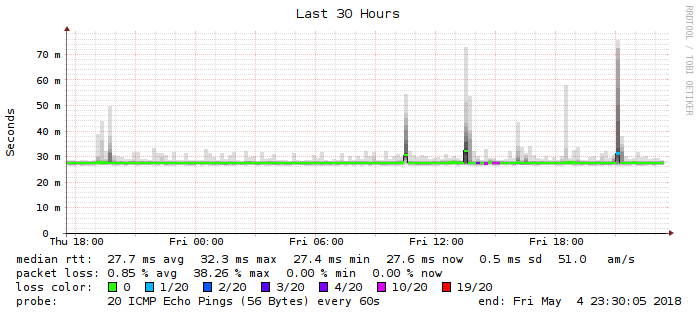 Last 30 Hours
RRDTOOL / TOBI OETIKER
Seconds
70 m
60 m
50 m
40 m
30 m
20 m
10 m
0
Thu 18:00 Fri 00:00 Fri 06:00 Fri 12:00 Fri 18:00
median rtt: 27.7 ms avg 32.3 ms max 27.4 ms min 27.6 ms now 0.5 ms sd 51.0 am/s
packet loss: 0.85 % avg 38.26 % max 0.00 % min 0.00 % now
loss color: 0 1/20 2/20 3/20 4/20 10/20 19/20
probe: 20 ICMP Echo Pings (56 Bytes) every 60s end: Fri May 4 23:30:05 2018